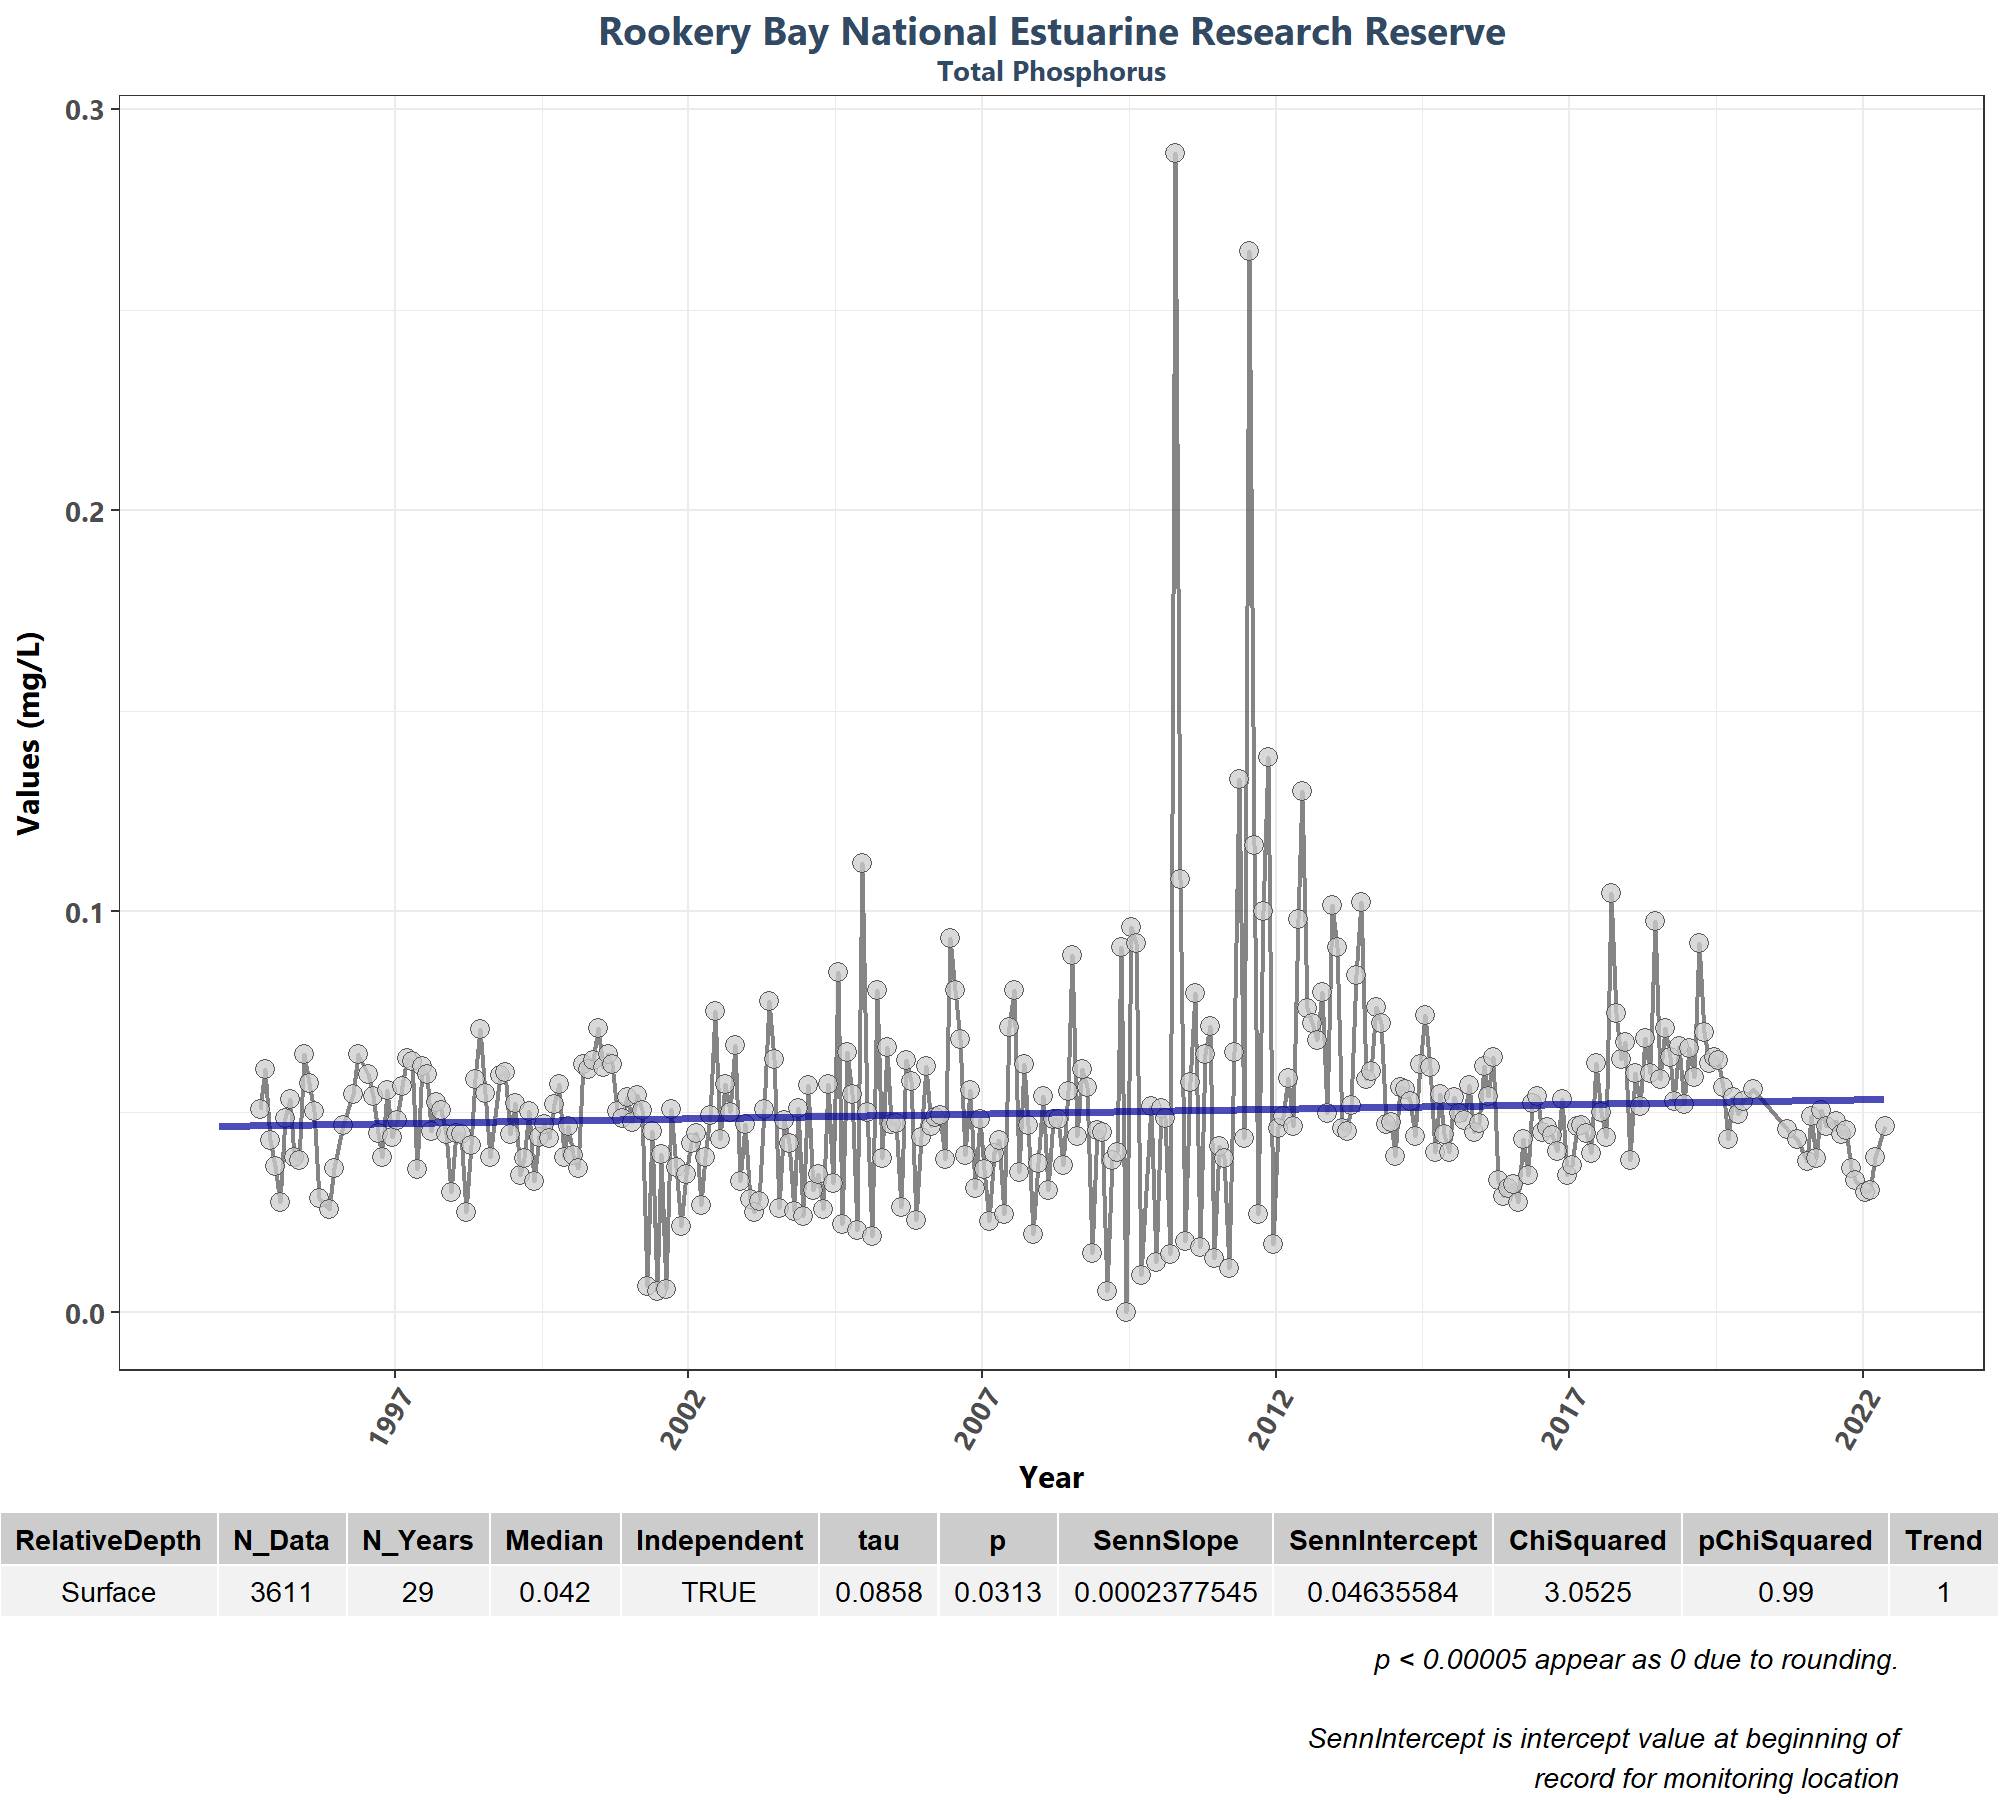 Rookery Bay National Estuarine Research Reserve
Total Phosphorus
0.3
0.2
0.1
0.0
Values (mg/L)
1997 2002 2007 2012 2017 2022
Year
RelativeDepth N_Data N_Years Median Independent tau p SennSlope SennIntercept ChiSquared pChiSquared Trend
Surface 3611 29 0.042 TRUE 0.0858 0.0313 0.0002377545 0.04635584 3.0525 0.99 1
p < 0.00005 appear as 0 due to rounding.
SennIntercept is intercept value at beginning of
record for monitoring location